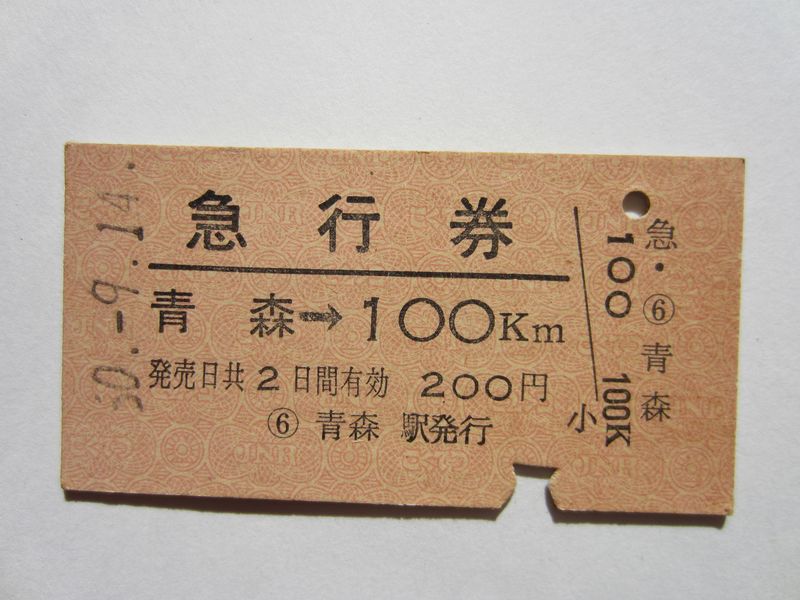 50.-9.14.
急行券
青森→100Km
発売日共2日間有効 200円
⑥ 青森 駅発行
小
100
100K
急・⑥青森